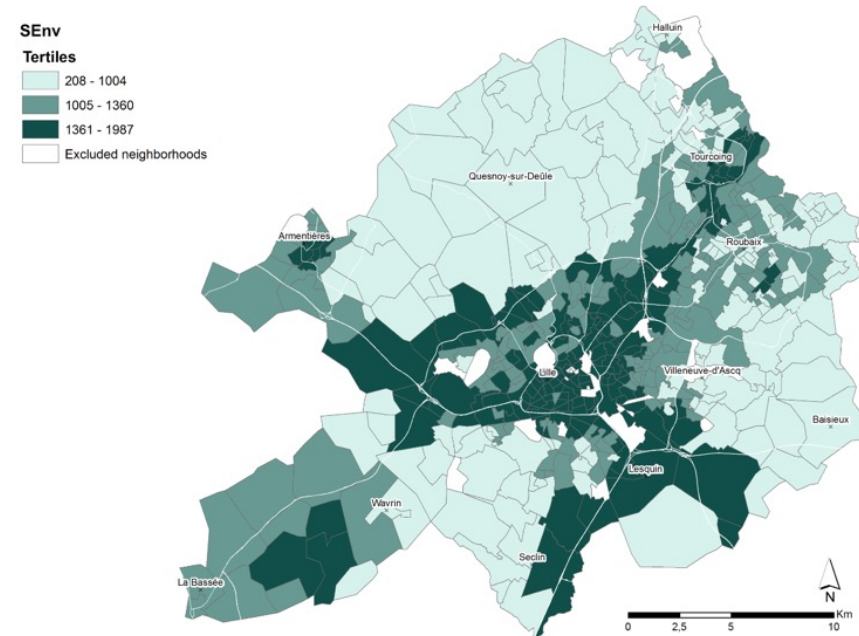 SEnv
Tertiles
208 - 1004
1005 - 1360
1361 - 1987
Excluded neighborhoods
Halluin
Tourcoing
Quesnoy-sur-Deûle
Armentières
Roubaix
Lille
Villeneuve-d'Ascq
Baisieux
Lesquin
Wavrin
Seclin
La Bassée
N
Km
0 2,5 5 10